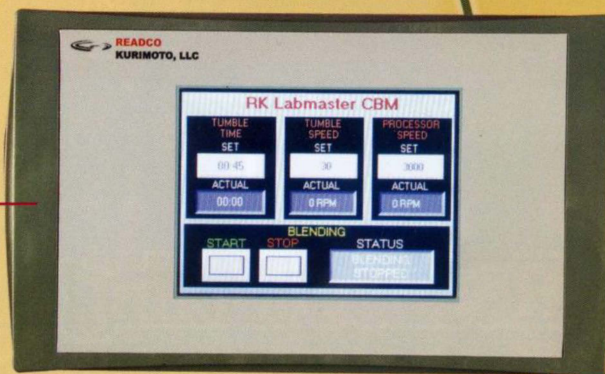 READCO
KURIMOTO, LLC
RK Labmaster CBM
TUMBLE
TIME
SET
00:45
ACTUAL
00:00
TUMBLE
SPEED
SET
30
ACTUAL
0 RPM
PROCESSOR
SPEED
SET
3600
ACTUAL
0 RPM
BLENDING
START
STOP
STATUS
BLENDING
STOPPED